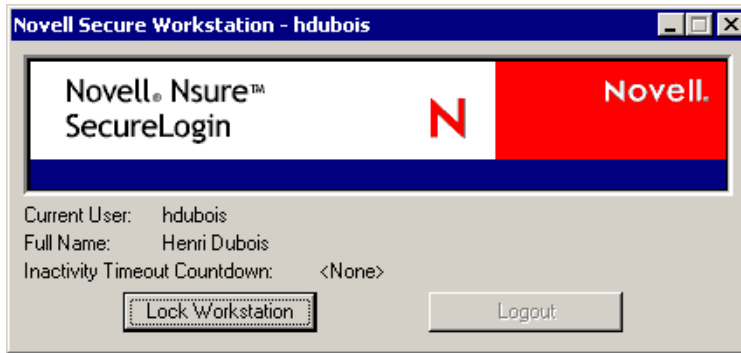 Novell Secure Workstation - hdubois
Novell® Nsure™
SecureLogin
N
Novell.
Current User: hdubois
Full Name: Henri Dubois
Inactivity Timeout Countdown: <None>
Lock Workstation
Logout